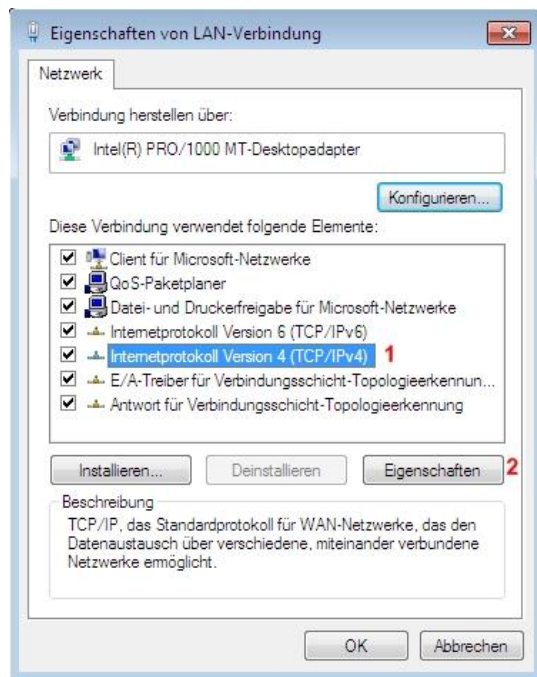 Eigenschaften von LAN-Verbindung
Netzwerk
Verbindung herstellen über:
Intel(R) PRO/1000 MT-Desktopadapter
Konfigurieren...
Diese Verbindung verwendet folgende Elemente:
Client für Microsoft-Netzwerke
QoS-Paketplaner
Datei- und Druckerfreigabe für Microsoft-Netzwerke
Internetprotokoll Version 6 (TCP/IPv6)
Internetprotokoll Version 4 (TCP/IPv4) 1
E/A-Treiber für Verbindungsschicht-Topologieerkennun...
Antwort für Verbindungsschicht-Topologieerkennung
Installieren... Deinstallieren Eigenschaften 2
Beschreibung
TCP/IP, das Standardprotokoll für WAN-Netzwerke, das den
Datenaustausch über verschiedene, miteinander verbundene
Netzwerke ermöglicht.
OK Abbrechen